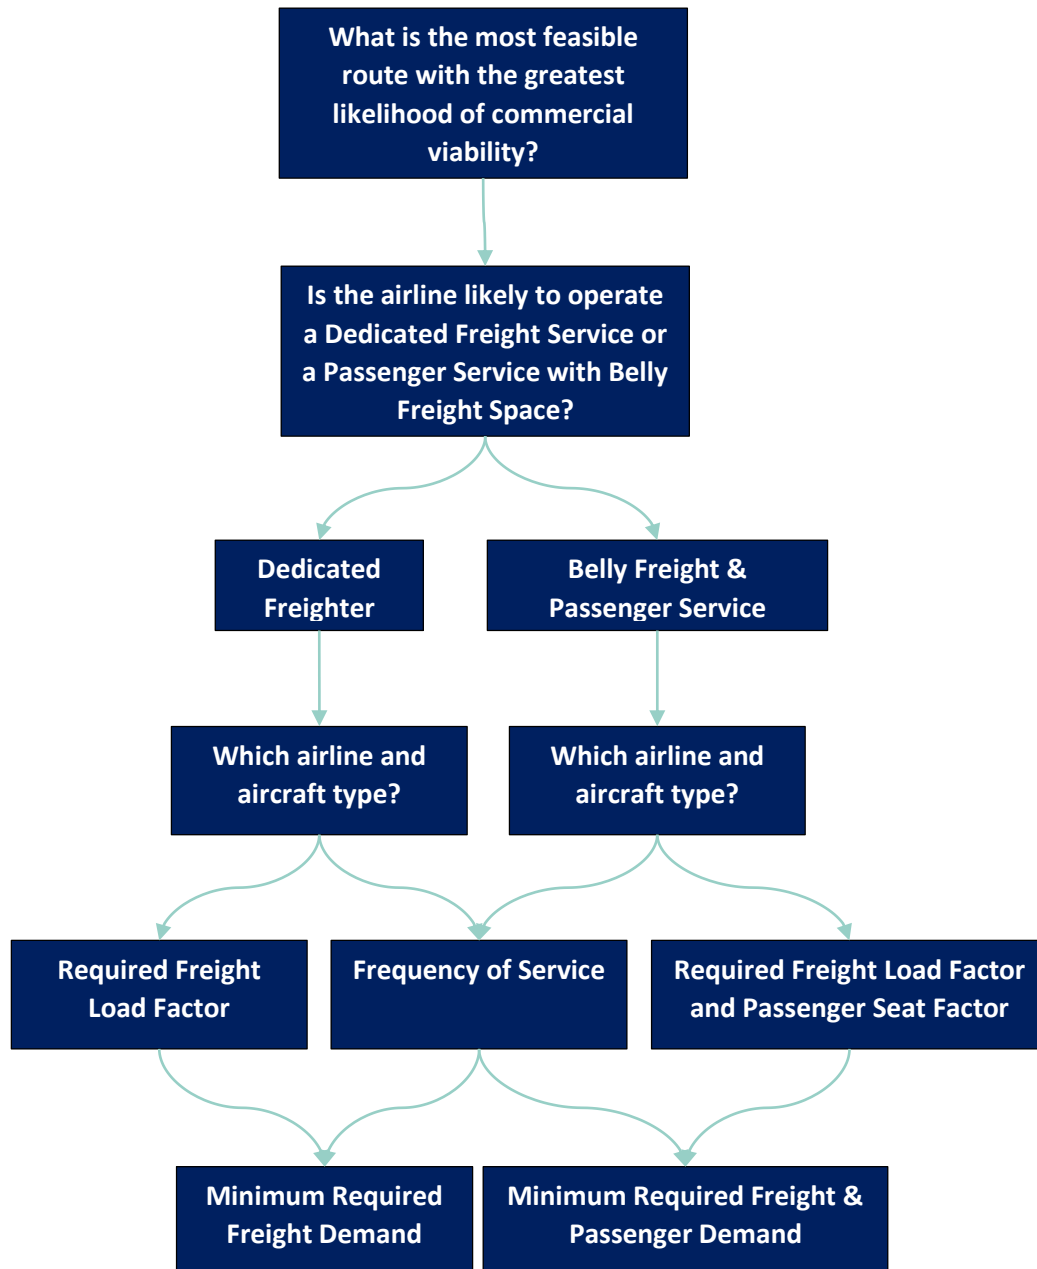 What is the most feasible
route with the greatest
likelihood of commercial
viability?
Is the airline likely to operate
a Dedicated Freight Service or
a Passenger Service with Belly
Freight Space?
Dedicated
Freighter
Belly Freight &
Passenger Service
Which airline and
aircraft type?
Which airline and
aircraft type?
Required Freight
Load Factor
Frequency of Service
Required Freight Load Factor
and Passenger Seat Factor
Minimum Required
Freight Demand
Minimum Required Freight &
Passenger Demand